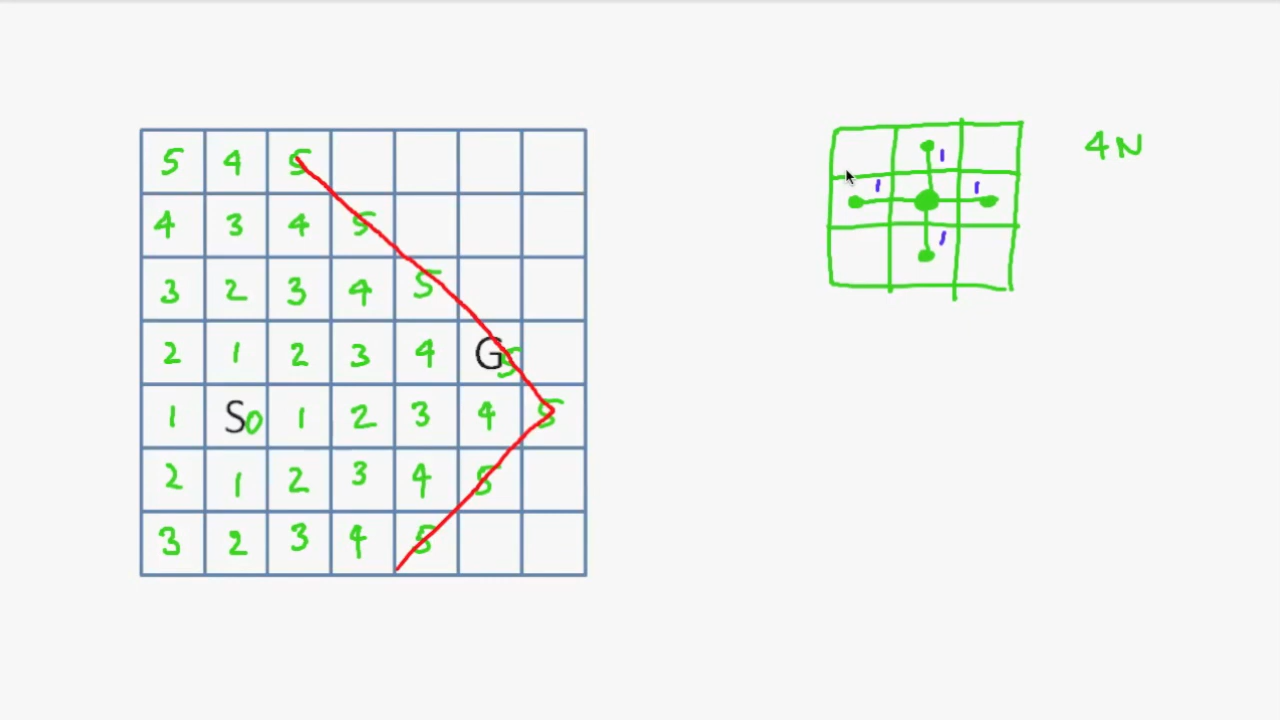 5 4 5
4 3 4 5
3 2 3 4 5
2 1 2 3 4 G5
1 S0 1 2 3 4 5
2 1 2 3 4 5
3 2 3 4 5
1
1 1
1
4N